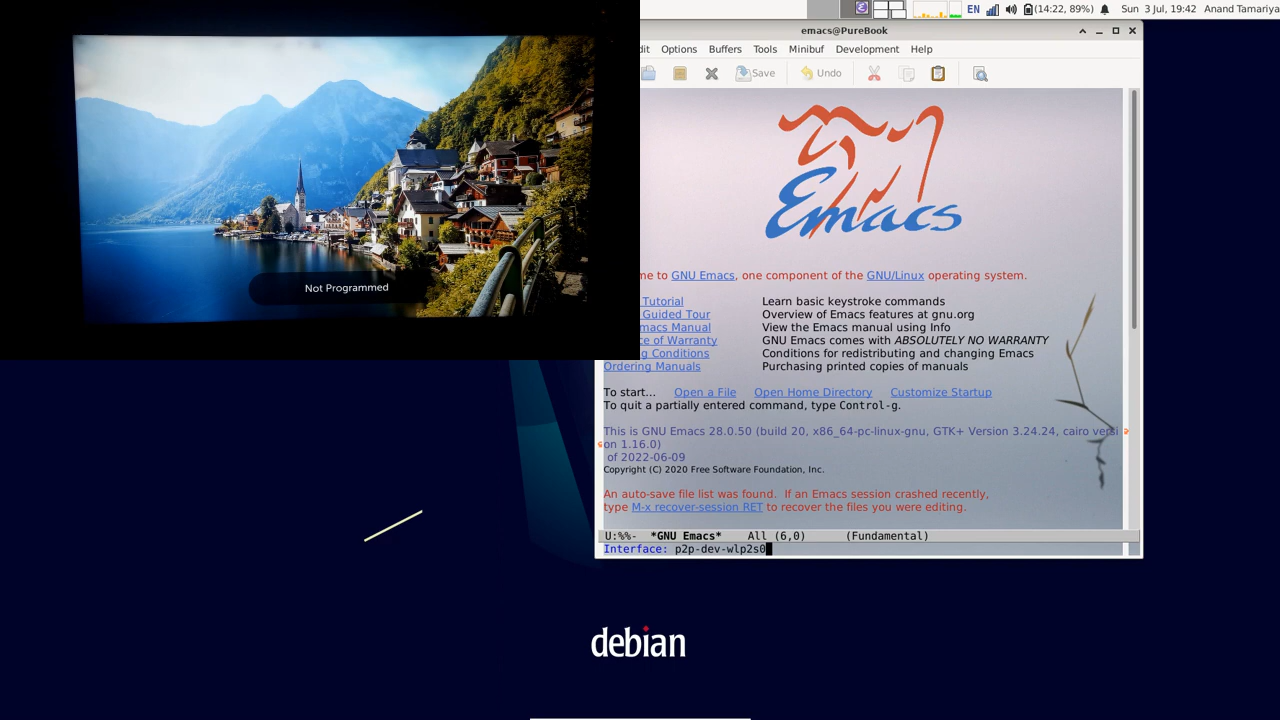 Not Programmed
EN (14:22, 89%) Sun 3 Jul, 19:42 Anand Tamariya
emacs@PureBook
dit Options Buffers Tools Minibuf Development Help
Save Undo
Emacs
me to GNU Emacs, one component of the GNU/Linux operating system.
Tutorial Learn basic keystroke commands
Guided Tour Overview of Emacs features at gnu.org
macs Manual View the Emacs manual using Info
ce of Warranty GNU Emacs comes with ABSOLUTELY NO WARRANTY
g Conditions Conditions for redistributing and changing Emacs
Ordering Manuals Purchasing printed copies of manuals
To start... Open a File Open Home Directory Customize Startup
To quit a partially entered command, type Control-g.
This is GNU Emacs 28.0.50 (build 20, x86_64-pc-linux-gnu, GTK+ Version 3.24.24, cairo versi
on 1.16.0)
of 2022-06-09
Copyright (C) 2020 Free Software Foundation, Inc.
An auto-save file list was found. If an Emacs session crashed recently,
type M-x recover-session RET to recover the files you were editing.
U:%%- *GNU Emacs* All (6,0) (Fundamental)
Interface: p2p-dev-wlp2s0
debian